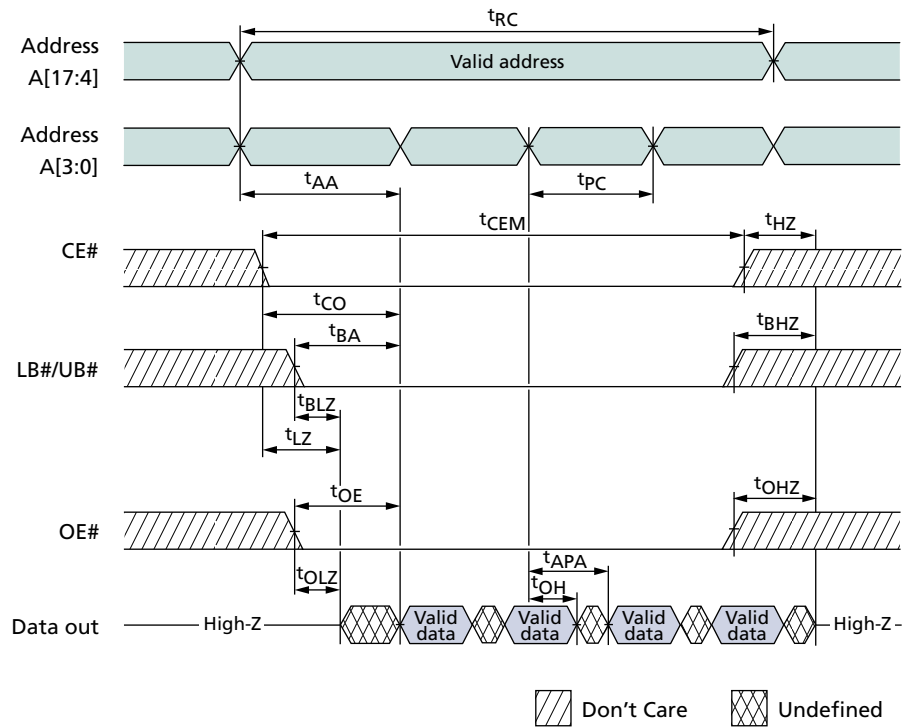 tRC
Address
A[17:4]
Valid address
Address
A[3:0]
tAA
tPC
tCEM
tHZ
CE#
tCO
tBHZ
tBA
LB#/UB#
tBLZ
tLZ
tOE
tOHZ
OE#
tAPA
tOLZ
tOH
Data out
High-Z
Valid
data
Valid
data
Valid
data
Valid
data
High-Z
Don't Care
Undefined